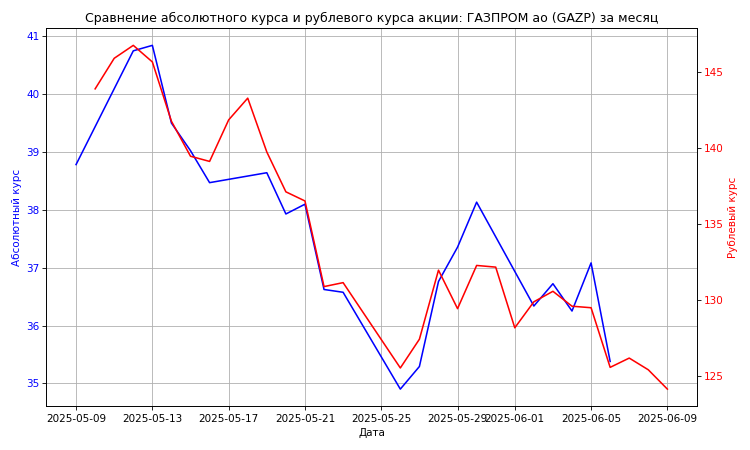 Сравнение абсолютного курса и рублевого курса акции: ГАЗПРОМ ао (GAZP) за месяц
41
40
39
38
37
36
35
Абсолютный курс
145
140
135
130
125
Рублевый курс
2025-05-09 2025-05-13 2025-05-17 2025-05-21 2025-05-25 2025-05-29 2025-06-01 2025-06-05 2025-06-09
Дата